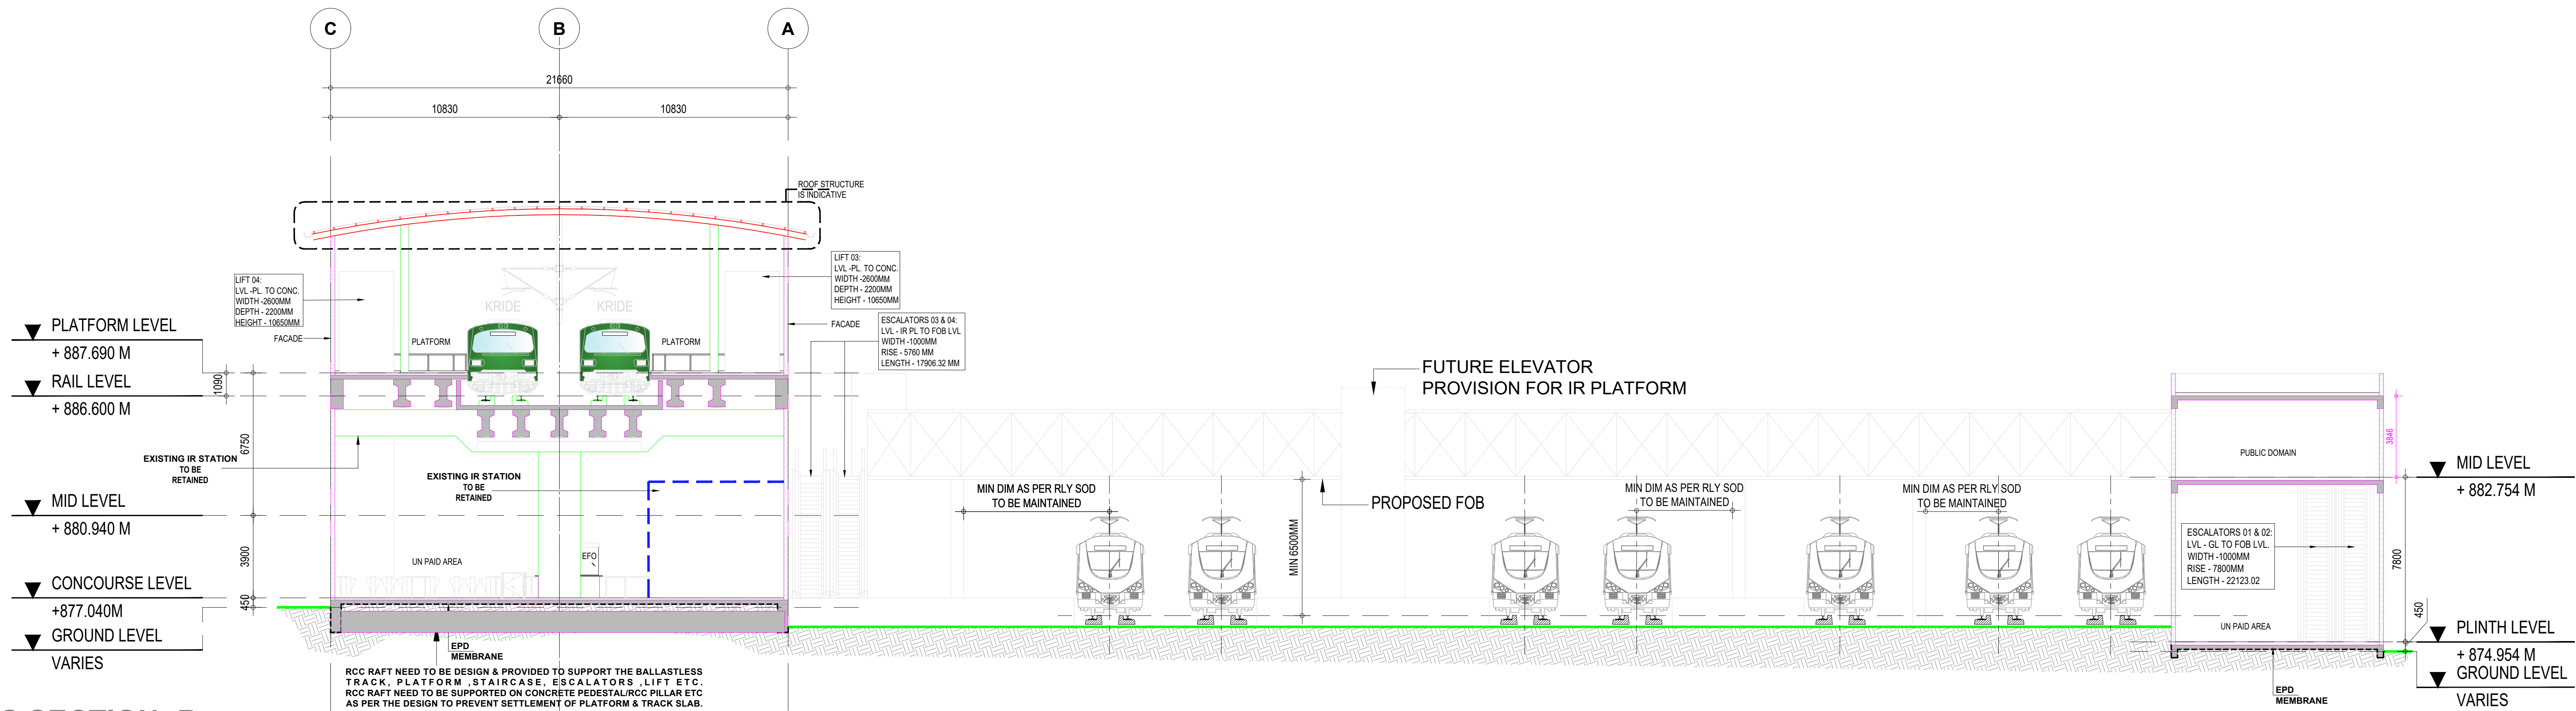 C
B
A
21660
10830
10830
ROOF STRUCTURE
IS INDICATIVE
LIFT 04:
LVL -PL. TO CONC.
WIDTH -2600MM
DEPTH - 2200MM
HEIGHT - 10650MM
LIFT 03:
LVL -PL. TO CONC.
WIDTH -2600MM
DEPTH - 2200MM
HEIGHT - 10650MM
KRIDE
KRIDE
FACADE
FACADE
PLATFORM
PLATFORM
ESCALATORS 03 & 04:
LVL - IR PL TO FOB LVL
WIDTH -1000MM
RISE - 5760 MM
LENGTH - 17906.32 MM
PLATFORM LEVEL
+ 887.690 M
RAIL LEVEL
+ 886.600 M
1090
6750
EXISTING IR STATION
TO BE
RETAINED
EXISTING IR STATION
TO BE
RETAINED
MID LEVEL
+ 880.940 M
3900
UN PAID AREA
EFO
CONCOURSE LEVEL
+877.040M
450
GROUND LEVEL
VARIES
EPD
MEMBRANE
RCC RAFT NEED TO BE DESIGN & PROVIDED TO SUPPORT THE BALLASTLESS
TRACK, PLATFORM ,STAIRCASE, ESCALATORS ,LIFT ETC.
RCC RAFT NEED TO BE SUPPORTED ON CONCRETE PEDESTAL/RCC PILLAR ETC
AS PER THE DESIGN TO PREVENT SETTLEMENT OF PLATFORM & TRACK SLAB.
FUTURE ELEVATOR
PROVISION FOR IR PLATFORM
MIN DIM AS PER RLY SOD
TO BE MAINTAINED
MIN 6500MM
PROPOSED FOB
MIN DIM AS PER RLY SOD
TO BE MAINTAINED
MIN DIM AS PER RLY SOD
TO BE MAINTAINED
PUBLIC DOMAIN
3846
MID LEVEL
+ 882.754 M
ESCALATORS 01 & 02:
LVL - GL TO FOB LVL.
WIDTH -1000MM
RISE - 7800MM
LENGTH - 22123.02
7800
UN PAID AREA
450
PLINTH LEVEL
+ 874.954 M
GROUND LEVEL
VARIES
EPD
MEMBRANE